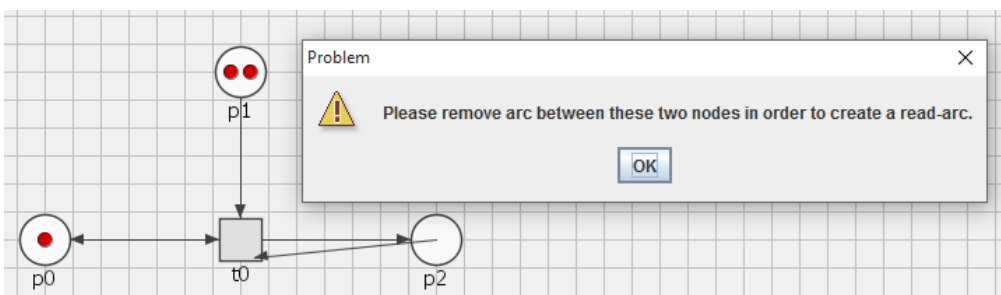 Problem
Please remove arc between these two nodes in order to create a read-arc.
OK
p1
p0
t0
p2